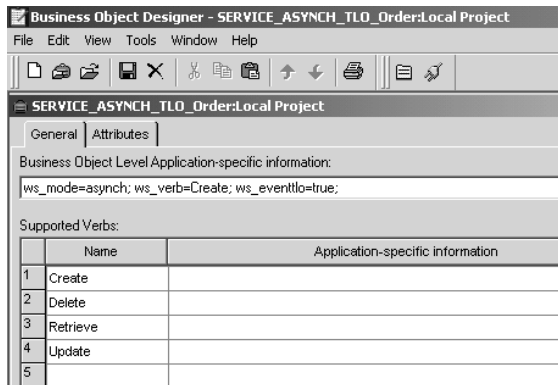 Business Object Designer - SERVICE_ASYNCH_TLO_Order:Local Project
File Edit View Tools Window Help
SERVICE_ASYNCH_TLO_Order:Local Project
General Attributes
Business Object Level Application-specific information:
ws_mode=asynch; ws_verb=Create; ws_eventtlo=true;
Supported Verbs:
Name Application-specific information
1 Create
2 Delete
3 Retrieve
4 Update
5